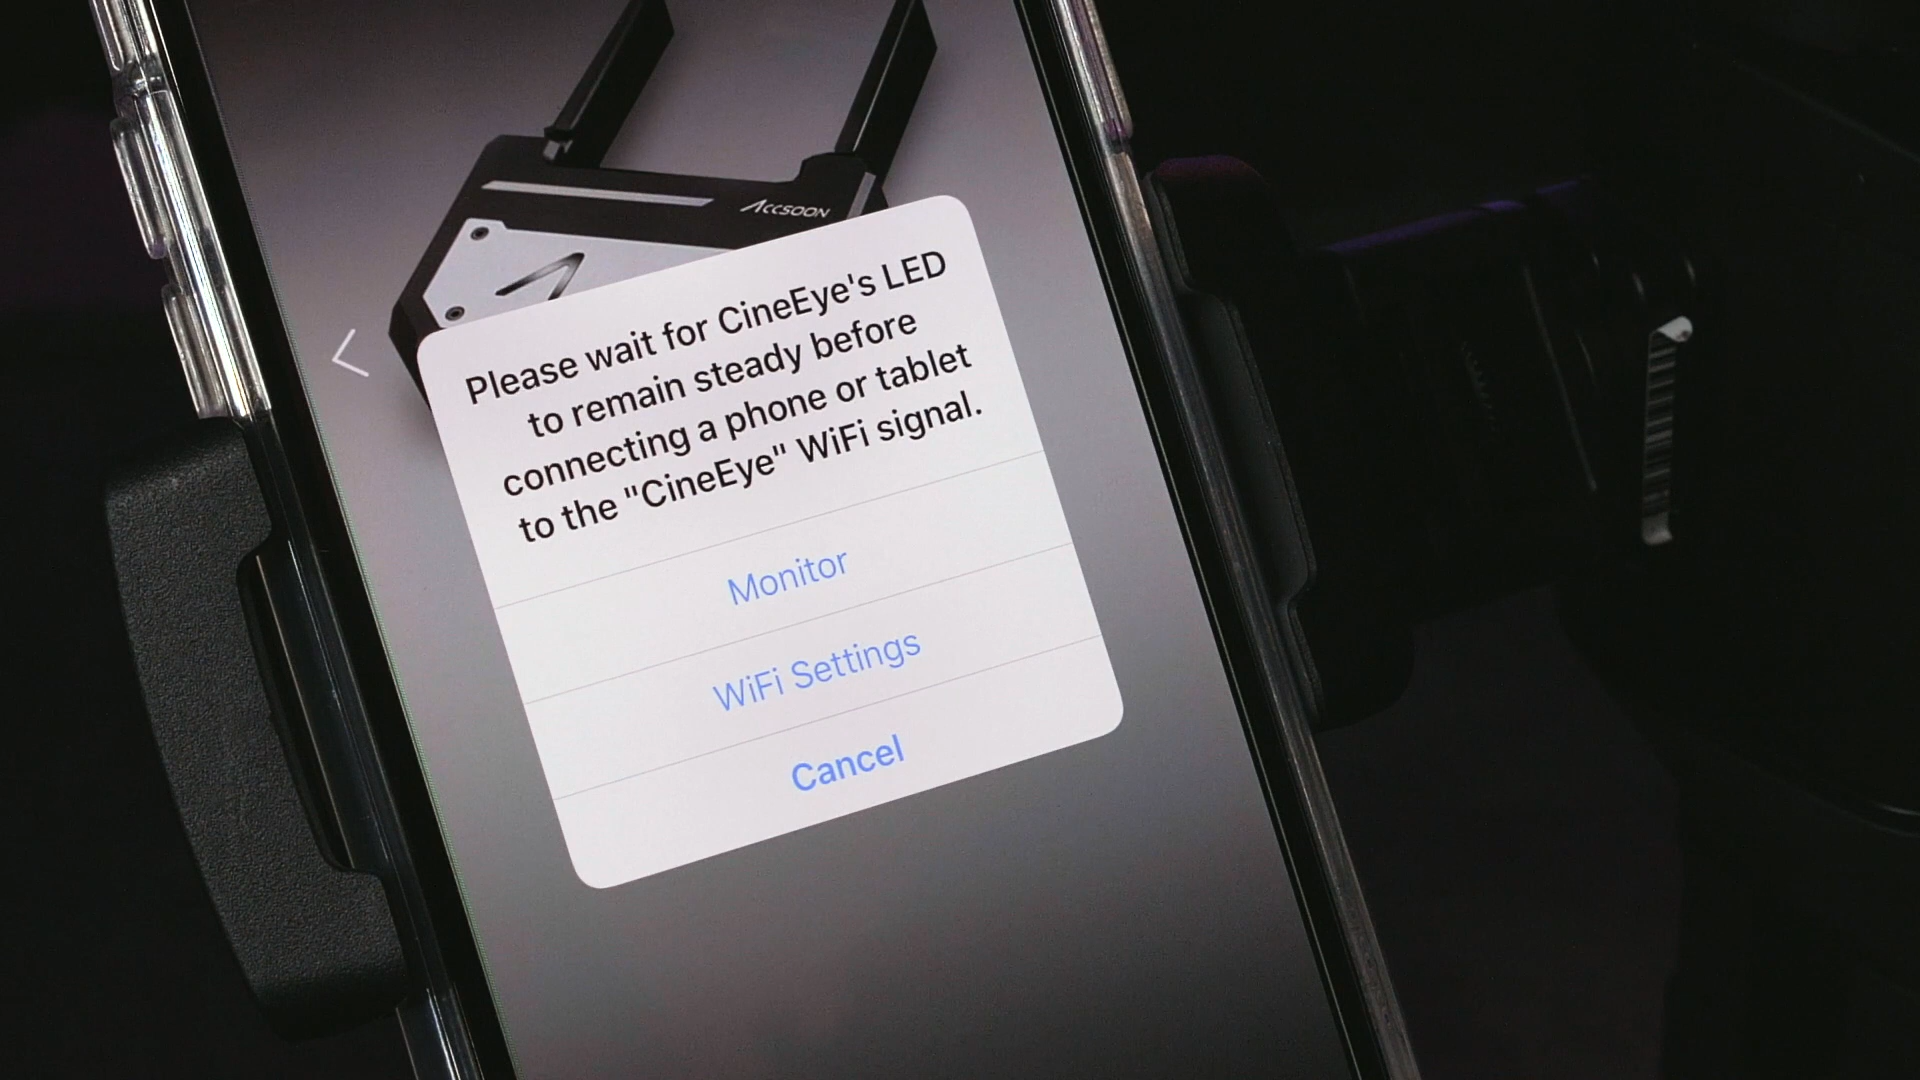 ACCSOON
Please wait for CineEye's LED
to remain steady before
connecting a phone or tablet
to the "CineEye" WiFi signal.
Monitor
WiFi Settings
Cancel